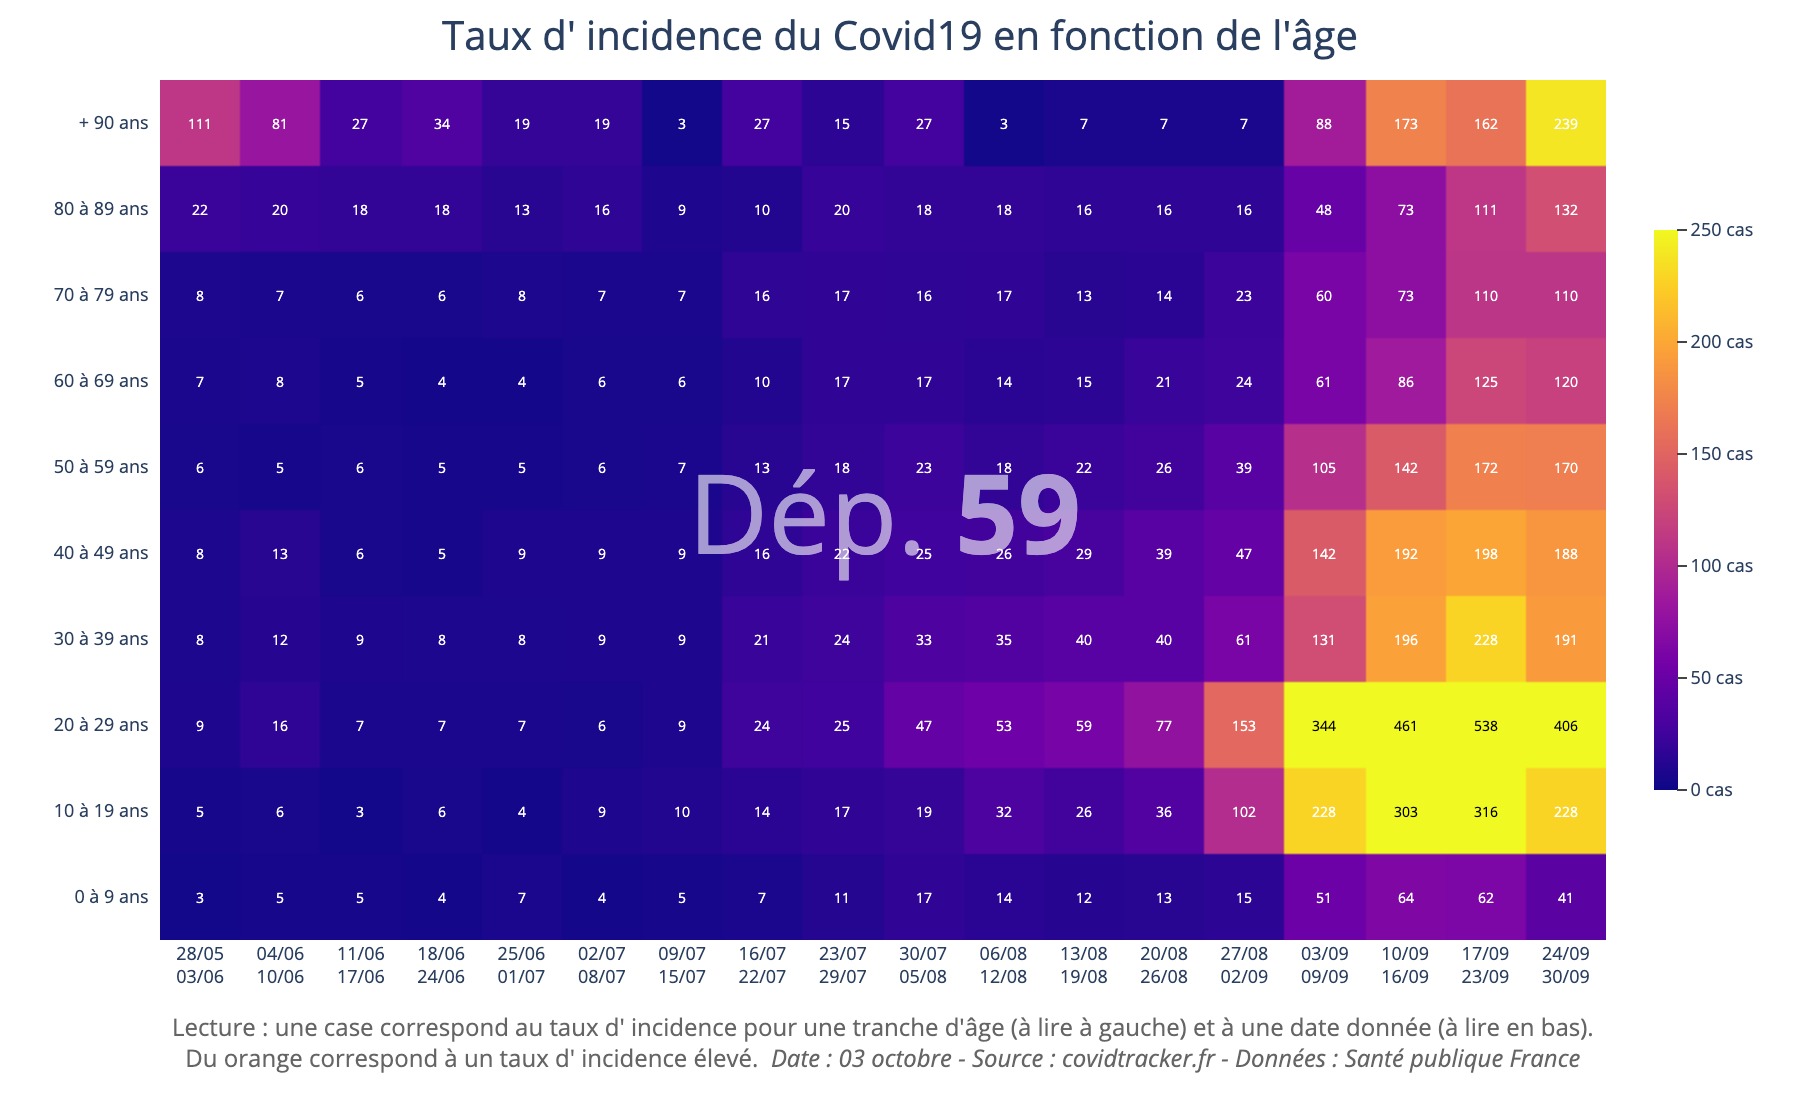 Taux d' incidence du Covid19 en fonction de l'âge
+ 90 ans 111 81 27 34 19 19 3 27 15 27 3 7 7 7 88 173 162 239
80 à 89 ans 22 20 18 18 13 16 9 10 20 18 18 16 16 16 48 73 111 132
70 à 79 ans 8 7 6 6 8 7 7 16 17 16 17 13 14 23 60 73 110 110
60 à 69 ans 7 8 5 4 4 6 6 10 17 17 14 15 21 24 61 86 125 120
50 à 59 ans 6 5 6 5 5 6 7 13 18 23 18 22 26 39 105 142 172 170
Dép. 59
40 à 49 ans 8 13 6 5 9 9 9 16 22 25 26 29 39 47 142 192 198 188
30 à 39 ans 8 12 9 8 8 9 9 21 24 33 35 40 40 61 131 196 228 191
20 à 29 ans 9 16 7 7 7 6 9 24 25 47 53 59 77 153 344 461 538 406
10 à 19 ans 5 6 3 6 4 9 10 14 17 19 32 26 36 102 228 303 316 228
0 à 9 ans 3 5 5 4 7 4 5 7 11 17 14 12 13 15 51 64 62 41
28/05 04/06 11/06 18/06 25/06 02/07 09/07 16/07 23/07 30/07 06/08 13/08 20/08 27/08 03/09 10/09 17/09 24/09
03/06 10/06 17/06 24/06 01/07 08/07 15/07 22/07 29/07 05/08 12/08 19/08 26/08 02/09 09/09 16/09 23/09 30/09
250 cas
200 cas
150 cas
100 cas
50 cas
0 cas
Lecture : une case correspond au taux d' incidence pour une tranche d'âge (à lire à gauche) et à une date donnée (à lire en bas).
Du orange correspond à un taux d' incidence élevé. Date : 03 octobre - Source : covidtracker.fr - Données : Santé publique France